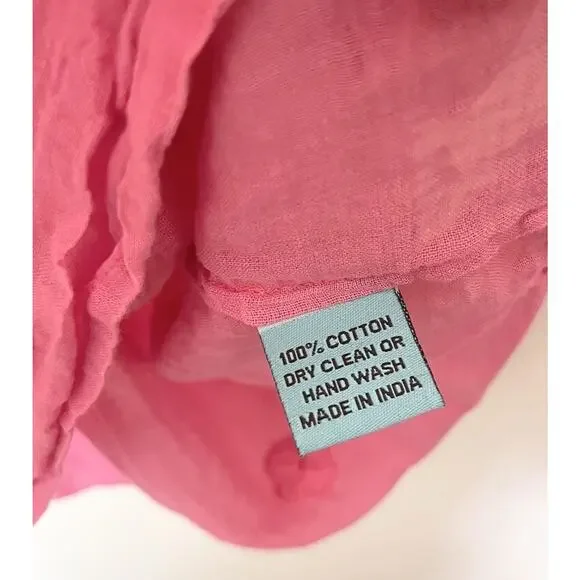 100% COTTON
DRY CLEAN OR
HAND WASH
MADE IN INDIA